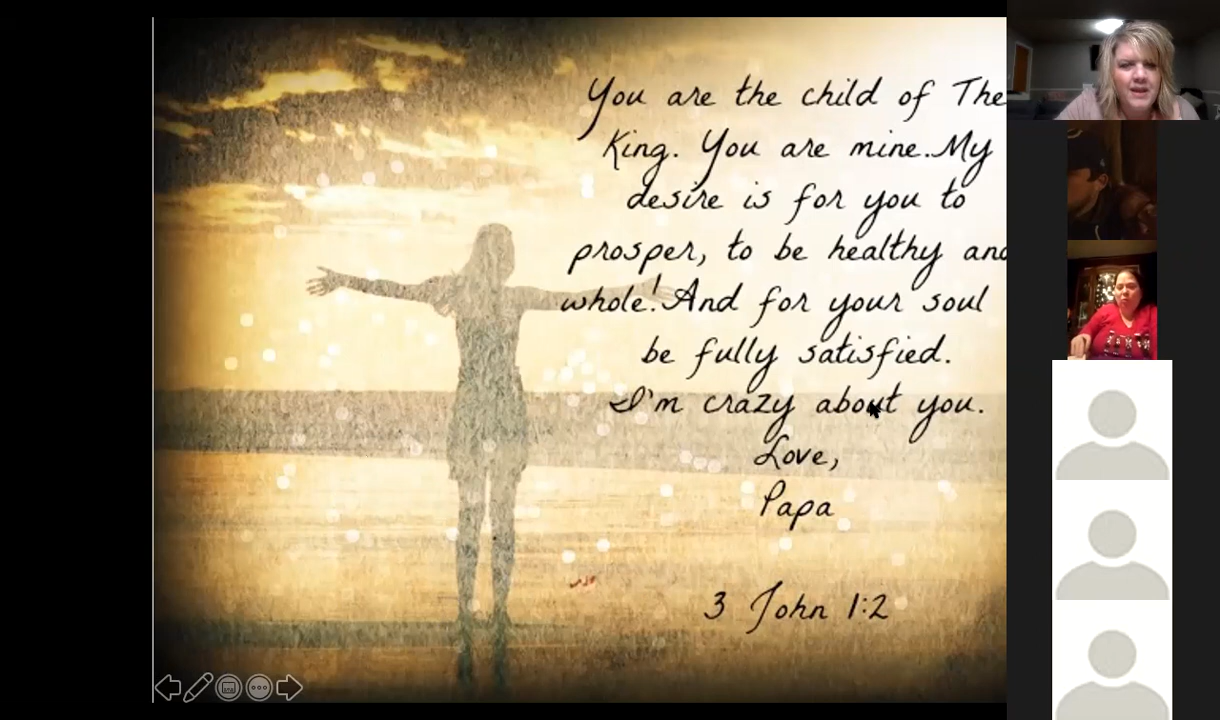 You are the child of The
King. You are mine. My
desire is for you to
prosper, to be healthy and
whole! And for your soul
be fully satisfied.
I'm crazy about you.
Love,
Papa
3 John 1:2